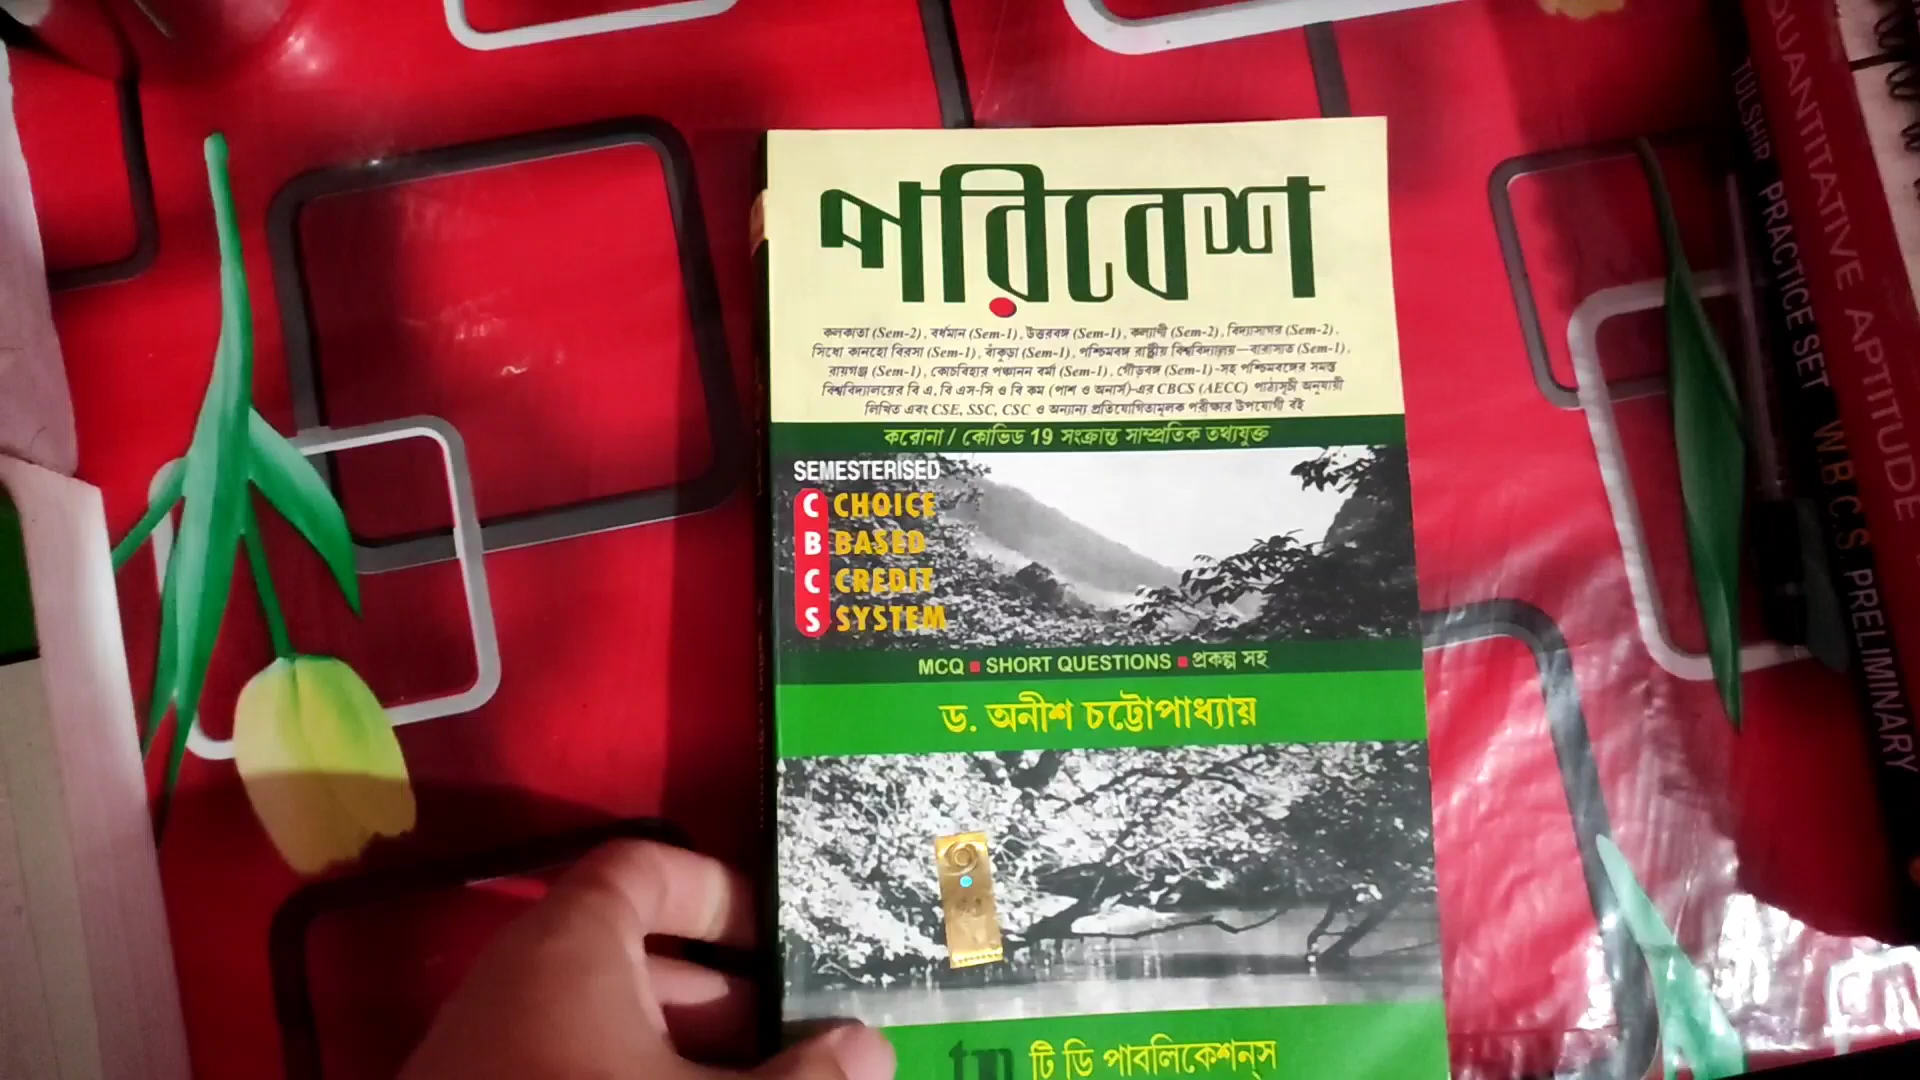 পরিবেশ
কলকাতা (Sem-2), বর্ধমান (Sem-1), উত্তরবঙ্গ (Sem-1), কল্যাণী (Sem-2), বিদ্যাসাগর (Sem-2),
সিধো কানহো বিরসা (Sem-1), বাঁকুড়া (Sem-1), পশ্চিমবঙ্গ রাষ্ট্রীয় বিশ্ববিদ্যালয়—বারাসাত (Sem-1),
রায়গঞ্জ (Sem-1), কোচবিহার পঞ্চানন বর্মা (Sem-1), গৌড়বঙ্গ (Sem-1)-সহ পশ্চিমবঙ্গের সমস্ত
বিশ্ববিদ্যালয়ের বি এ, বি এস-সি ও বি কম (পাশ ও অনার্স)-এর CBCS (AECC) পাঠ্যসূচী অনুযায়ী
লিখিত এবং CSE, SSC, CSC ও অন্যান্য প্রতিযোগিতামূলক পরীক্ষার উপযোগী বই
করোনা / কোভিড 19 সংক্রান্ত সাম্প্রতিক তথ্যযুক্ত
SEMESTERISED
C CHOICE
B BASED
C CREDIT
S SYSTEM
MCQ ■ SHORT QUESTIONS ■ প্রকল্প সহ
ড. অনীশ চট্টোপাধ্যায়
টি ডি পাবলিকেশন্স
QUANTITATIVE APTITUDE
TULSHIR PRACTICE SET W.B.C.S. PRELIMINARY